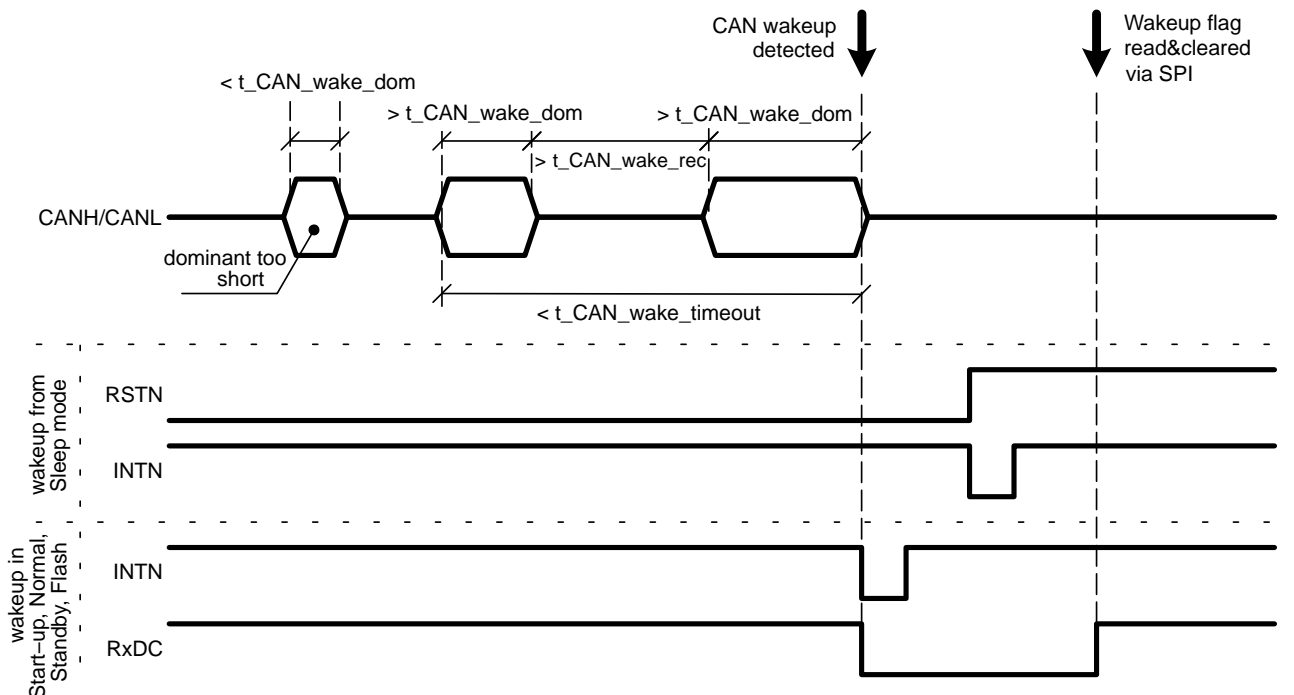 CAN wakeup
detected
Wakeup flag
read&cleared
via SPI
< t_CAN_wake_dom
> t_CAN_wake_dom
> t_CAN_wake_dom
> t_CAN_wake_rec
CANH/CANL
dominant too
short
< t_CAN_wake_timeout
wakeup from
Sleep mode
RSTN
INTN
wakeup in
Start–up, Normal,
Standby, Flash
INTN
RxDC